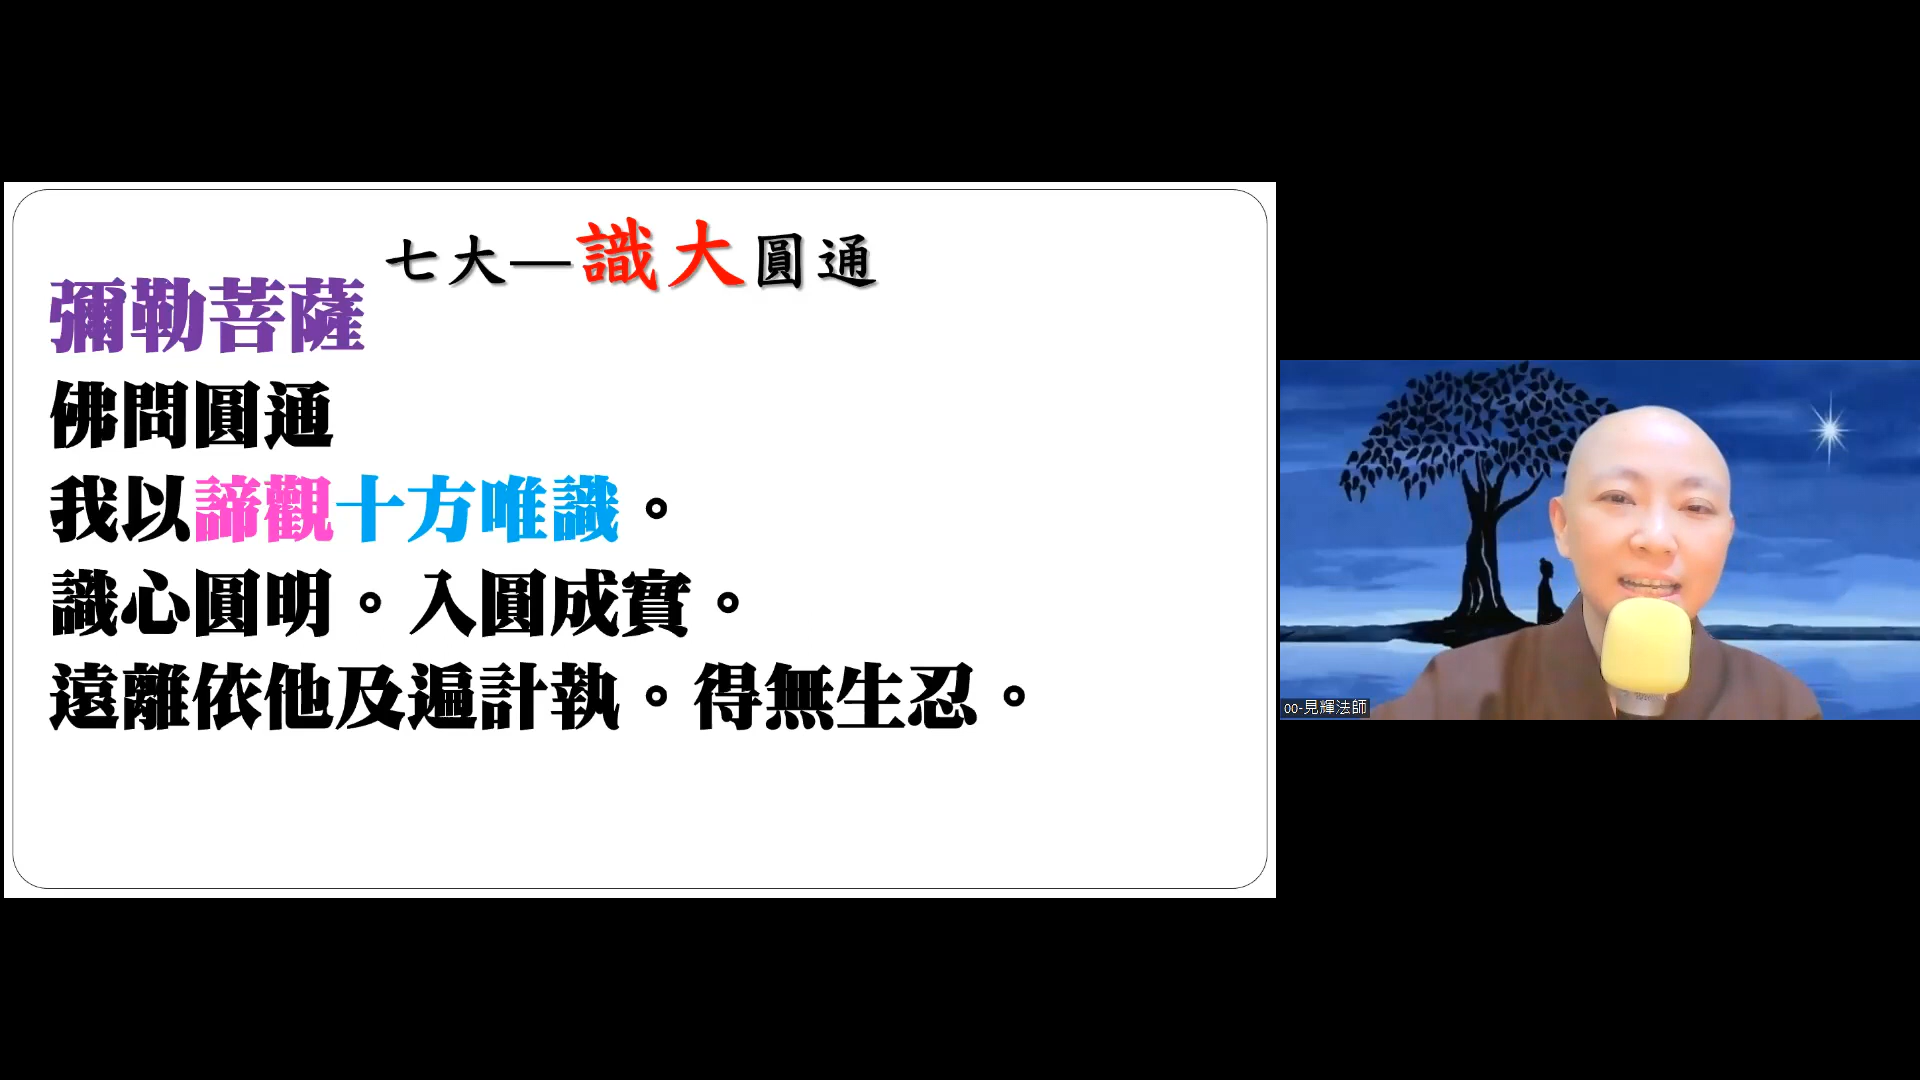 七大—識大圓通
彌勒菩薩
佛問圓通
我以諦觀十方唯識。
識心圓明。入圓成實。
遠離依他及遍計執。得無生忍。
oo-見輝法師